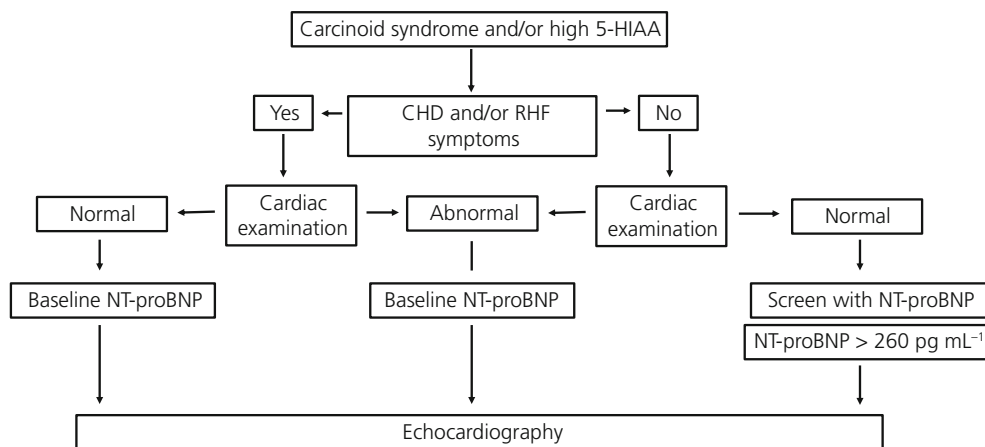 Carcinoid syndrome and/or high 5-HIAA
Yes
CHD and/or RHF
symptoms
No
Normal
Cardiac
examination
Abnormal
Cardiac
examination
Normal
Baseline NT-proBNP
Baseline NT-proBNP
Screen with NT-proBNP
NT-proBNP > 260 pg mL⁻¹
Echocardiography